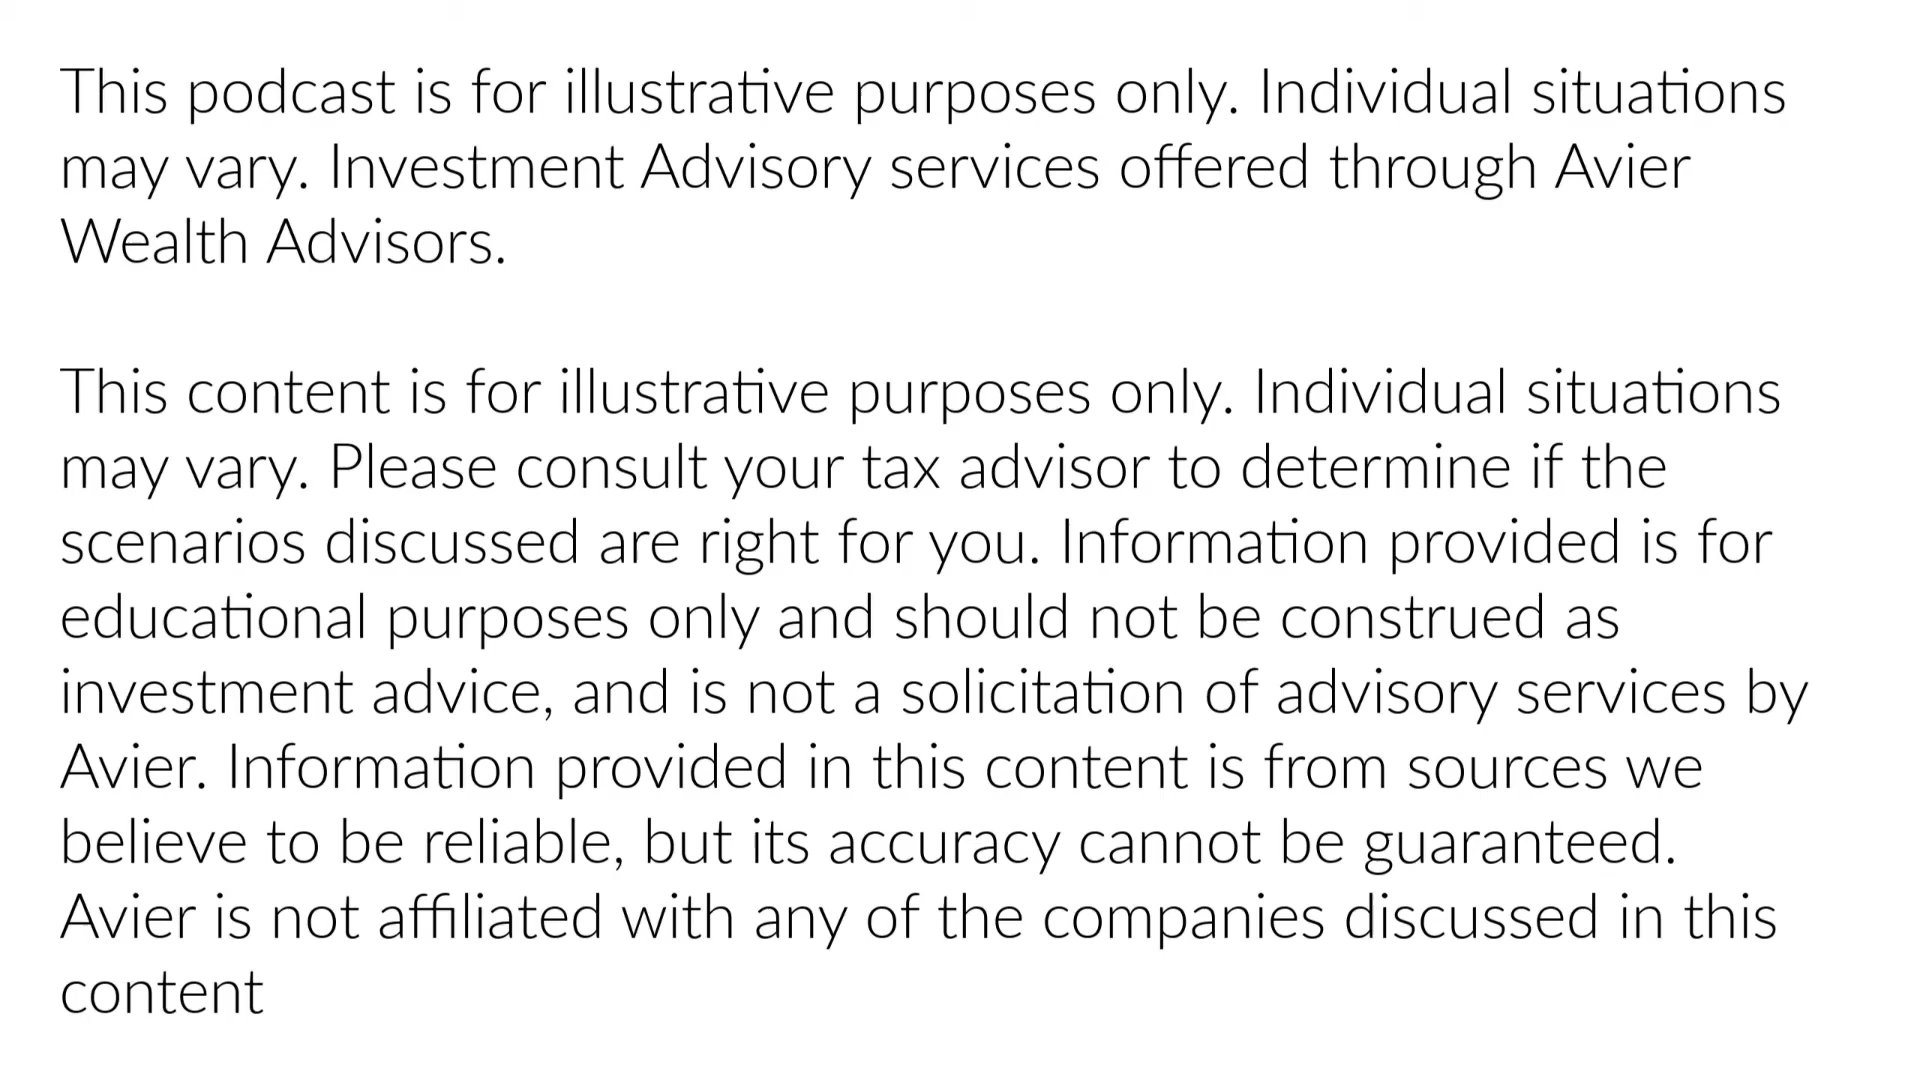 This podcast is for illustrative purposes only. Individual situations
may vary. Investment Advisory services offered through Avier
Wealth Advisors.
This content is for illustrative purposes only. Individual situations
may vary. Please consult your tax advisor to determine if the
scenarios discussed are right for you. Information provided is for
educational purposes only and should not be construed as
investment advice, and is not a solicitation of advisory services by
Avier. Information provided in this content is from sources we
believe to be reliable, but its accuracy cannot be guaranteed.
Avier is not affiliated with any of the companies discussed in this
content